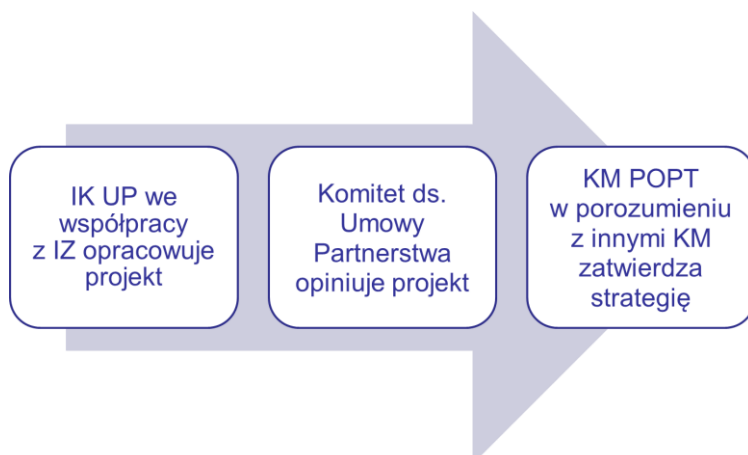 IK UP we
współpracy
z IZ opracowuje
projekt
Komitet ds.
Umowy
Partnerstwa
opiniuje projekt
KM POPT
w porozumieniu
z innymi KM
zatwierdza
strategię